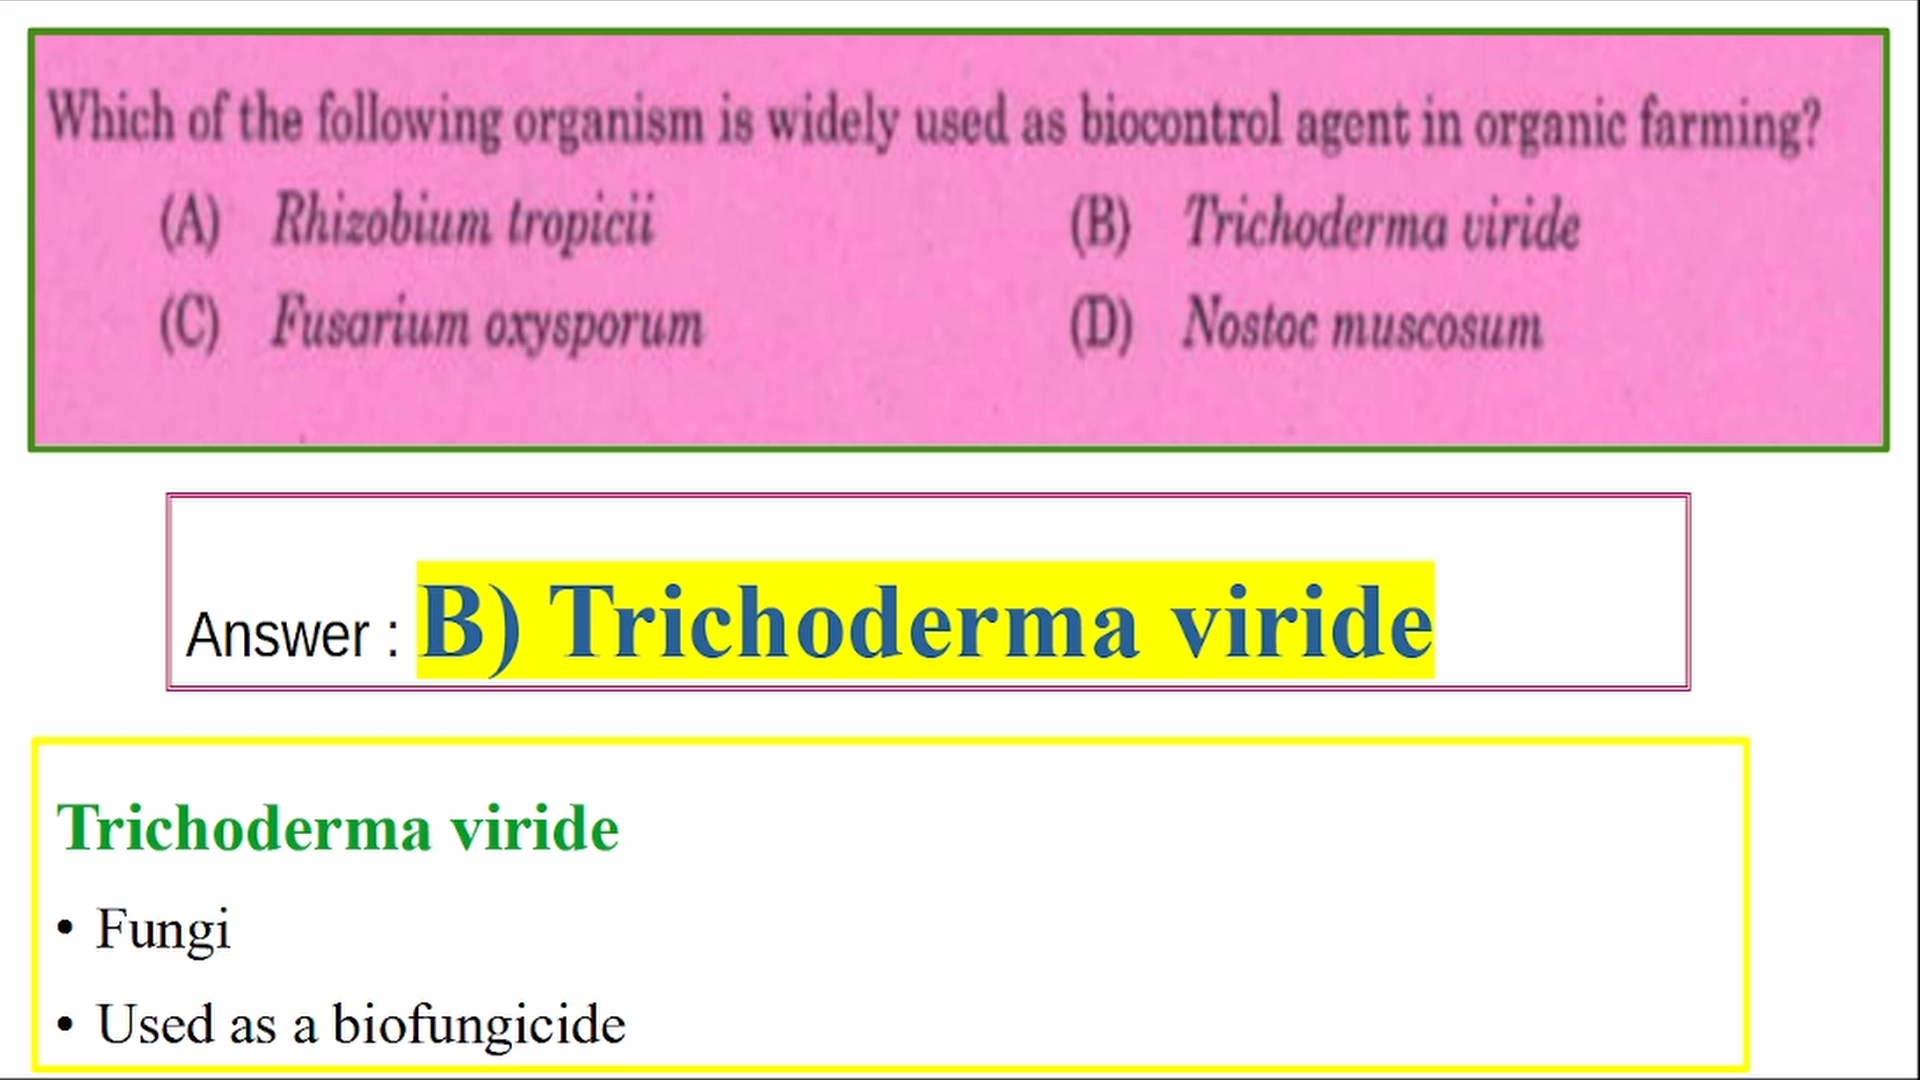 Which of the following organism is widely used as biocontrol agent in organic farming?
(A) Rhizobium tropicii (B) Trichoderma viride
(C) Fusarium oxysporum (D) Nostoc muscosum
Answer : B) Trichoderma viride
Trichoderma viride
• Fungi
• Used as a biofungicide